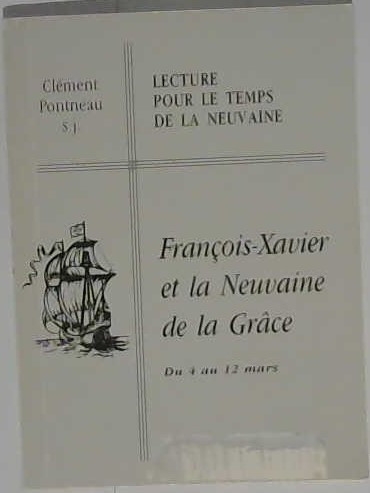 Clément
Pontneau
s.j.
LECTURE
POUR LE TEMPS
DE LA NEUVAINE
François-Xavier
et la Neuvaine
de la Grâce
Du 4 au 12 mars